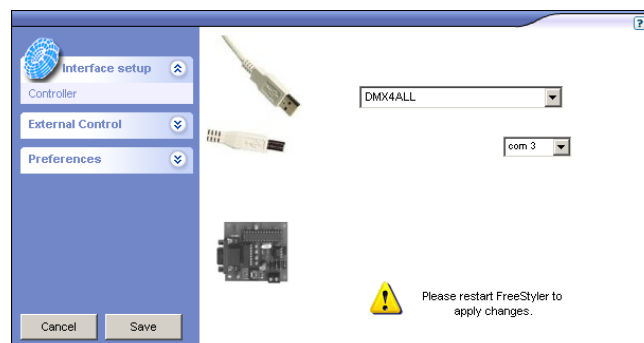 Interface setup
Controller
External Control
Preferences
DMX4ALL
com 3
Please restart FreeStyler to
apply changes.
Cancel
Save
?